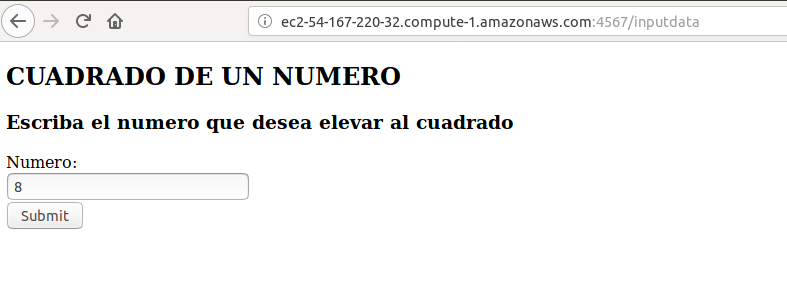 ec2-54-167-220-32.compute-1.amazonaws.com:4567/inputdata
CUADRADO DE UN NUMERO
Escriba el numero que desea elevar al cuadrado
Numero:
8
Submit